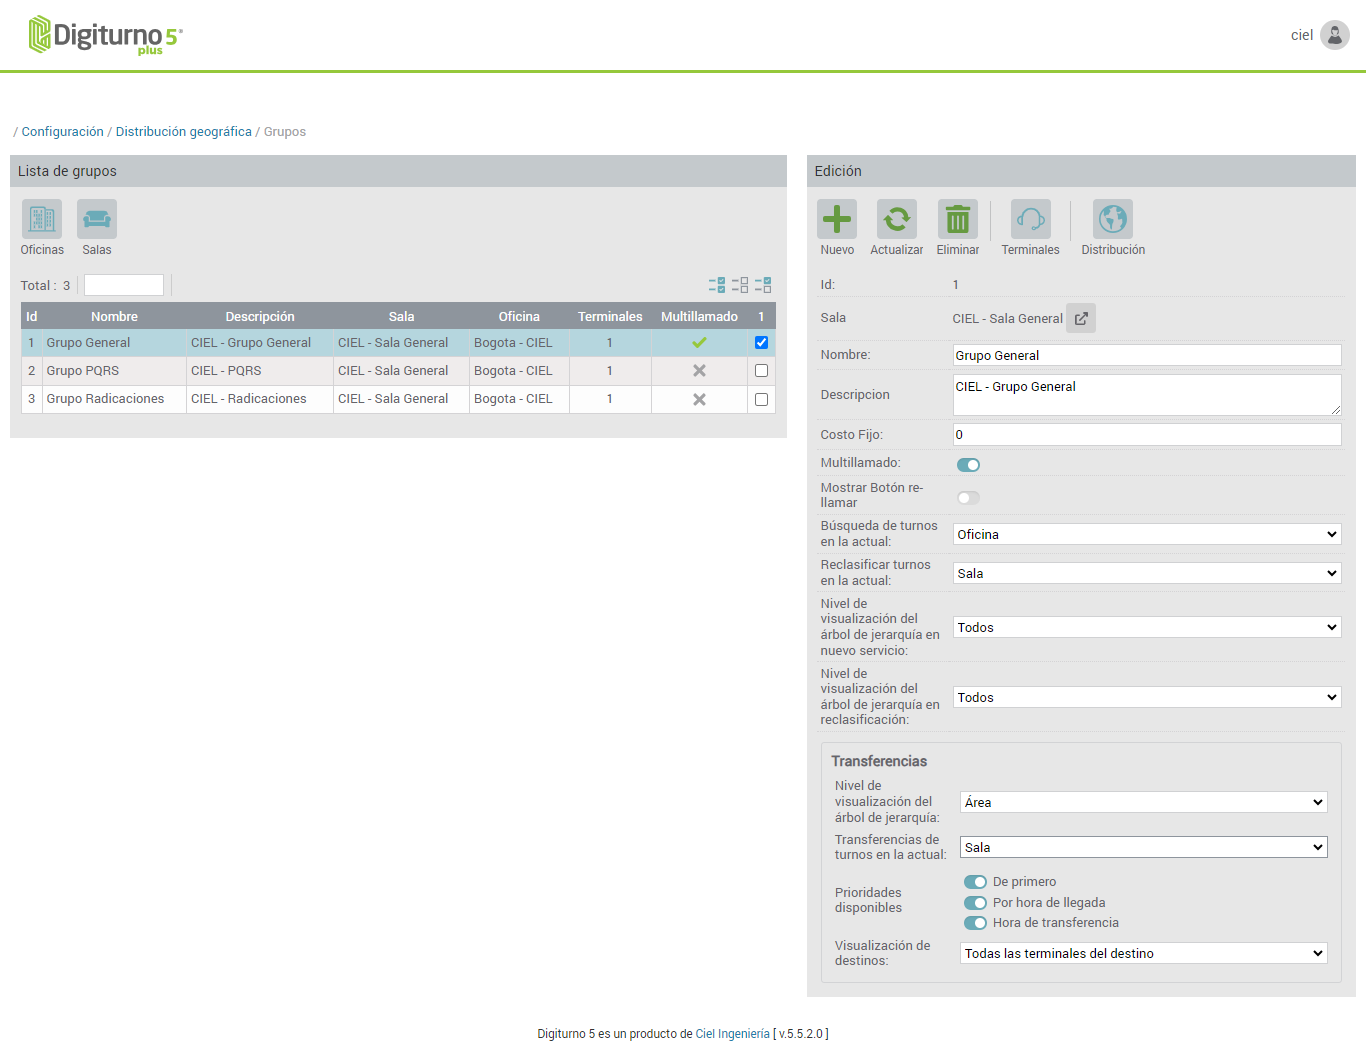 Digiturno 5
plus
ciel
/ Configuración / Distribución geográfica / Grupos
Lista de grupos
Oficinas Salas
Total : 3
Id Nombre Descripción Sala Oficina Terminales Multillamado 1
1 Grupo General CIEL - Grupo General CIEL - Sala General Bogota - CIEL 1
2 Grupo PQRS CIEL - PQRS CIEL - Sala General Bogota - CIEL 1
3 Grupo Radicaciones CIEL - Radicaciones CIEL - Sala General Bogota - CIEL 1
Edición
Nuevo Actualizar Eliminar Terminales Distribución
Id: 1
Sala CIEL - Sala General
Nombre: Grupo General
Descripcion CIEL - Grupo General
Costo Fijo: 0
Multillamado:
Mostrar Botón re-
llamar
Búsqueda de turnos
en la actual: Oficina
Reclasificar turnos
en la actual: Sala
Nivel de
visualización del
árbol de jerarquía en
nuevo servicio: Todos
Nivel de
visualización del
árbol de jerarquía en
reclasificación: Todos
Transferencias
Nivel de
visualización del
árbol de jerarquía: Área
Transferencias de
turnos en la actual: Sala
Prioridades
disponibles
De primero
Por hora de llegada
Hora de transferencia
Visualización de
destinos: Todas las terminales del destino
Digiturno 5 es un producto de Ciel Ingeniería [ v.5.5.2.0 ]